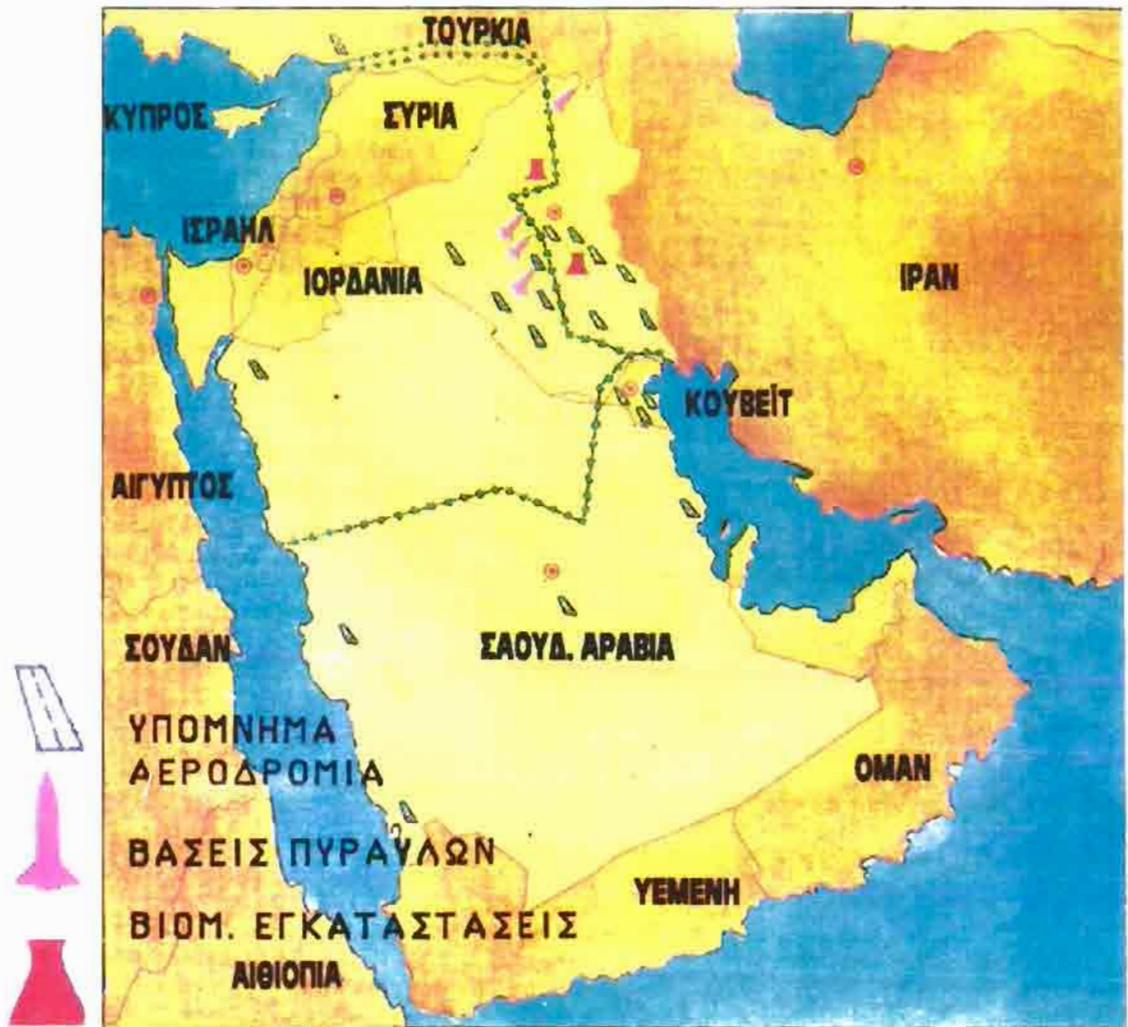 ΤΟΥΡΚΙΑ
ΚΥΠΡΟΣ
ΣΥΡΙΑ
ΙΣΡΑΗΛ
ΙΟΡΔΑΝΙΑ
ΙΡΑΝ
ΚΟΥΒΕΪΤ
ΑΙΓΥΠΤΟΣ
ΣΟΥΔΑΝ
ΣΑΟΥΔ. ΑΡΑΒΙΑ
ΥΠΟΜΝΗΜΑ
ΑΕΡΟΔΡΟΜΙΑ
ΟΜΑΝ
ΒΑΣΕΙΣ ΠΥΡΑΥΛΩΝ
ΥΕΜΕΝΗ
ΒΙΟΜ. ΕΓΚΑΤΑΣΤΑΣΕΙΣ
ΑΙΘΙΟΠΙΑ